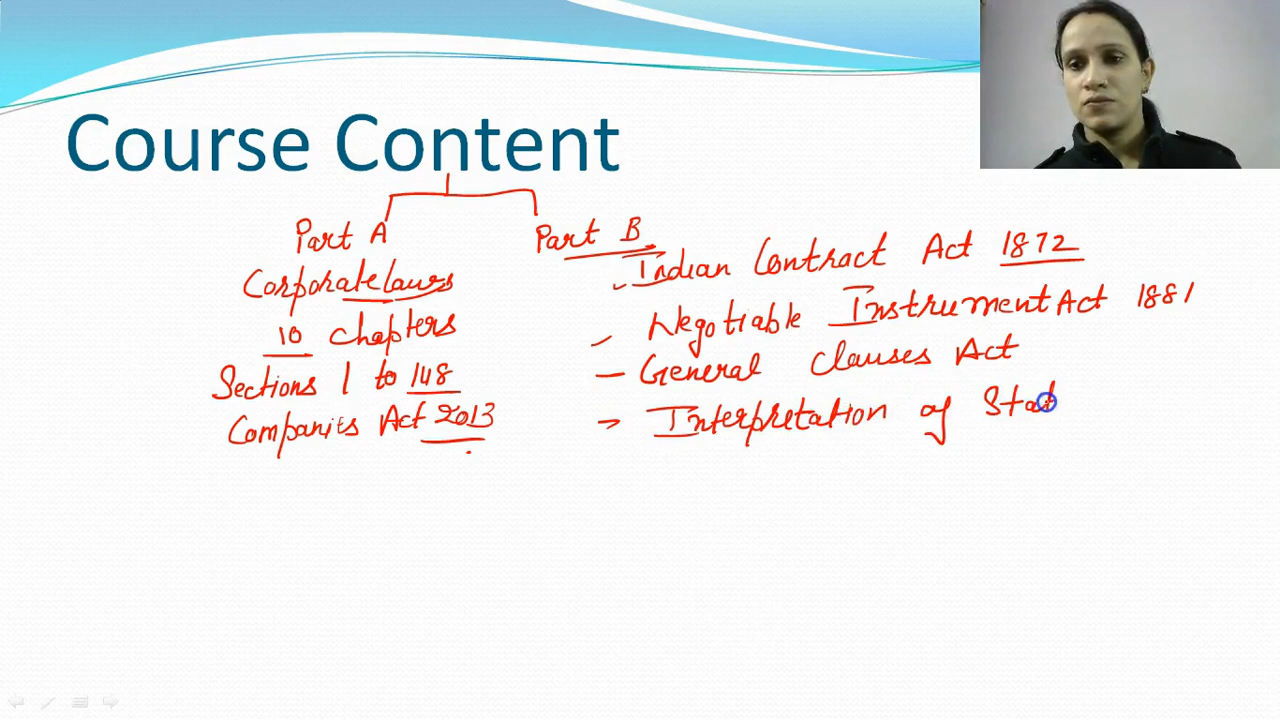 Course Content
Part A
Corporate laws
10 chapters
Sections 1 to 148
Companies Act 2013
Part B
Indian Contract Act 1872
Negotiable Instrument Act 1881
General Clauses Act
Interpretation of Stat